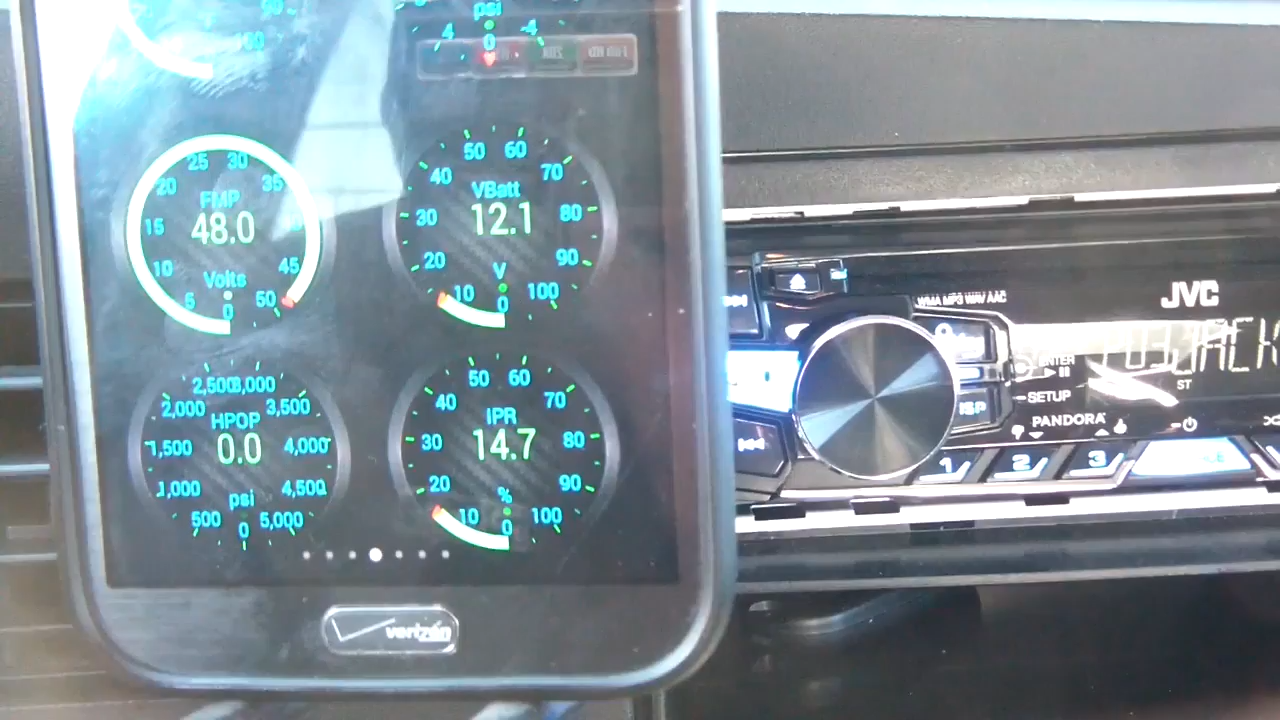 psi
4 0 -4
25 30
20 35
FMP
48.0
15
10 45
Volts
5 50
0
50 60
40 70
VBatt
12.1
30 80
20 90
V
10 100
0
2,500 3,000
2,000 3,500
HPOP
0.0
1,500 4,000
1,000 4,500
psi
500 5,000
0
50 60
40 70
IPR
14.7
30 80
20 90
%
10 100
0
verizon
WMA MP3 WAV AAC
JVC
ENTER
ST
SETUP
DISP
PANDORA
1 2 3